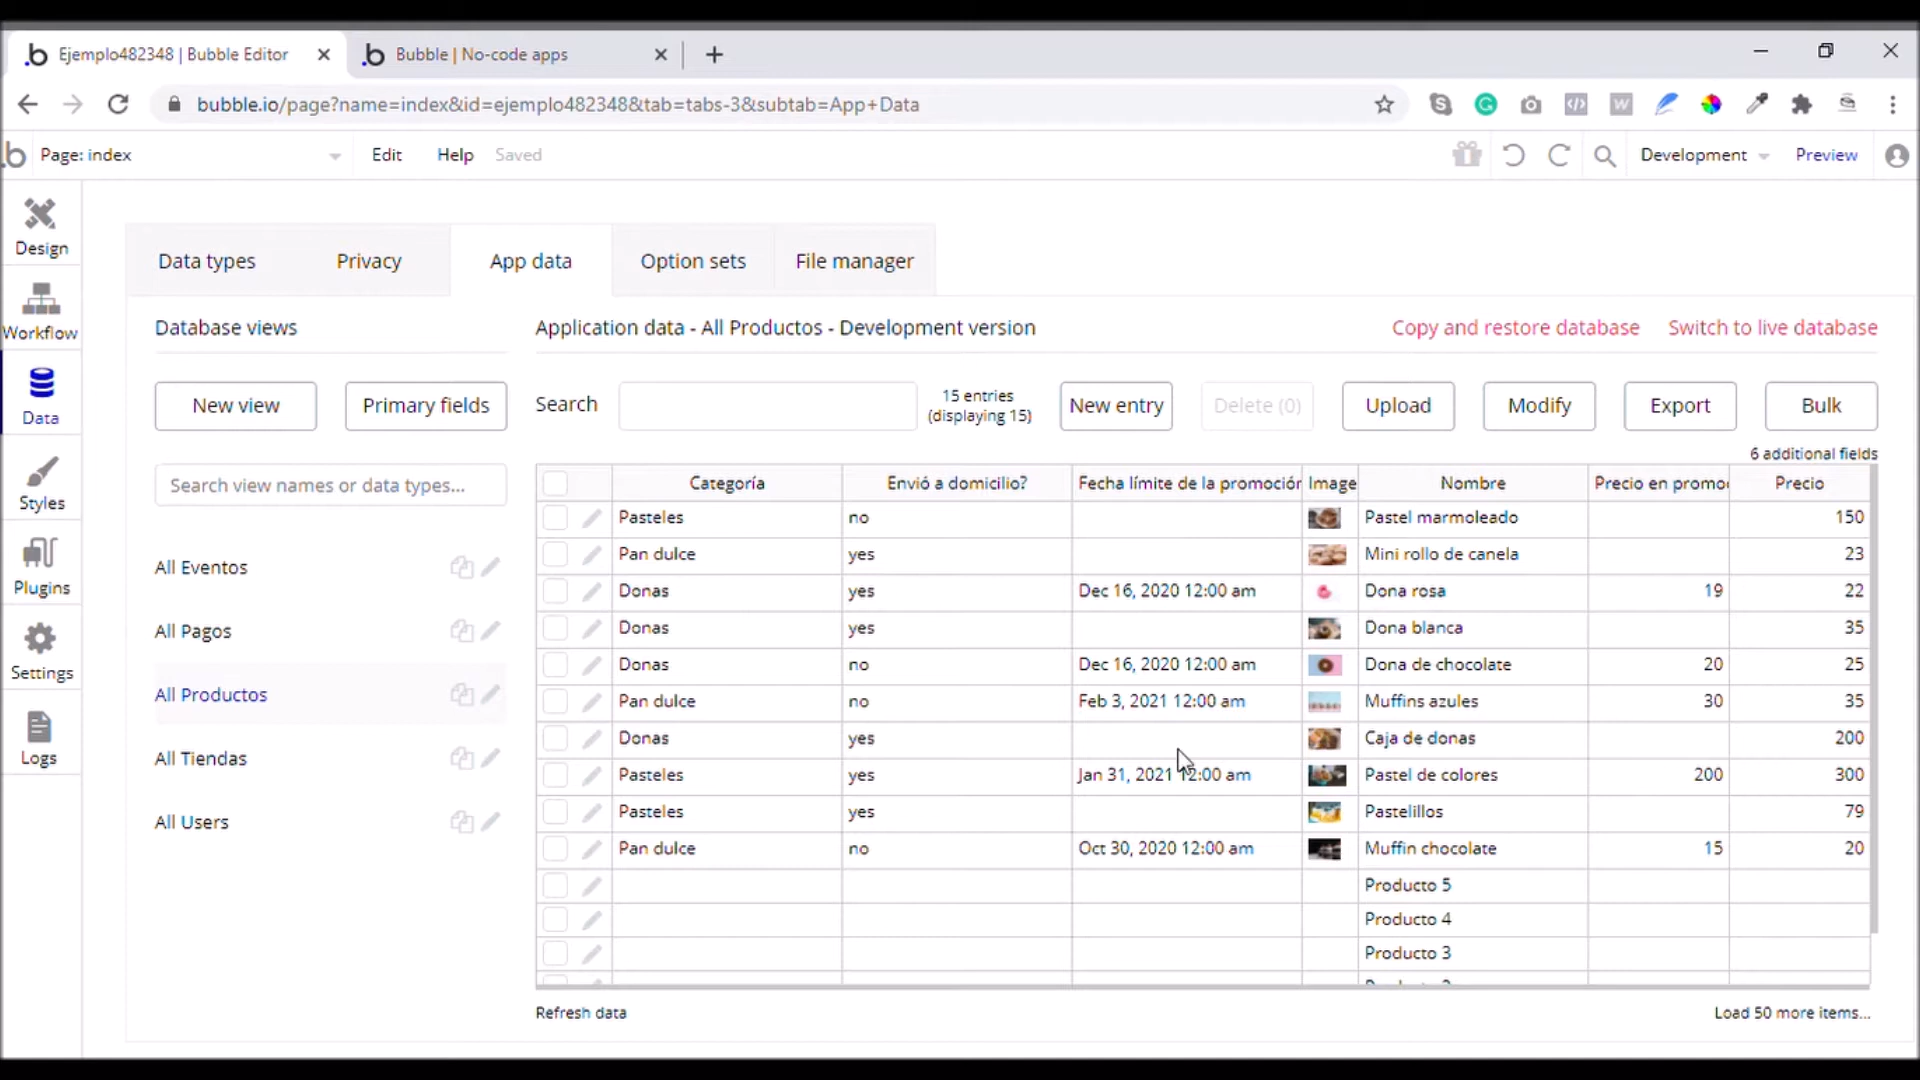 Ejemplo482348 | Bubble Editor
Bubble | No-code apps
bubble.io/page?name=index&id=ejemplo482348&tab=tabs-3&subtab=App+Data
Page: index Edit Help Saved Development Preview
Design
Workflow
Data
Styles
Plugins
Settings
Logs
Data types Privacy App data Option sets File manager
Database views
New view Primary fields
Search view names or data types...
All Eventos
All Pagos
All Productos
All Tiendas
All Users
Application data - All Productos - Development version
Copy and restore database Switch to live database
Search
15 entries
(displaying 15)
New entry Delete (0) Upload Modify Export Bulk
6 additional fields
Categoría Envió a domicilio? Fecha límite de la promoción Image Nombre Precio en promo Precio
Pasteles no Pastel marmoleado 150
Pan dulce yes Mini rollo de canela 23
Donas yes Dec 16, 2020 12:00 am Dona rosa 19 22
Donas yes Dona blanca 35
Donas no Dec 16, 2020 12:00 am Dona de chocolate 20 25
Pan dulce no Feb 3, 2021 12:00 am Muffins azules 30 35
Donas yes Caja de donas 200
Pasteles yes Jan 31, 2021 12:00 am Pastel de colores 200 300
Pasteles yes Pastelillos 79
Pan dulce no Oct 30, 2020 12:00 am Muffin chocolate 15 20
Producto 5
Producto 4
Producto 3
Refresh data
Load 50 more items...